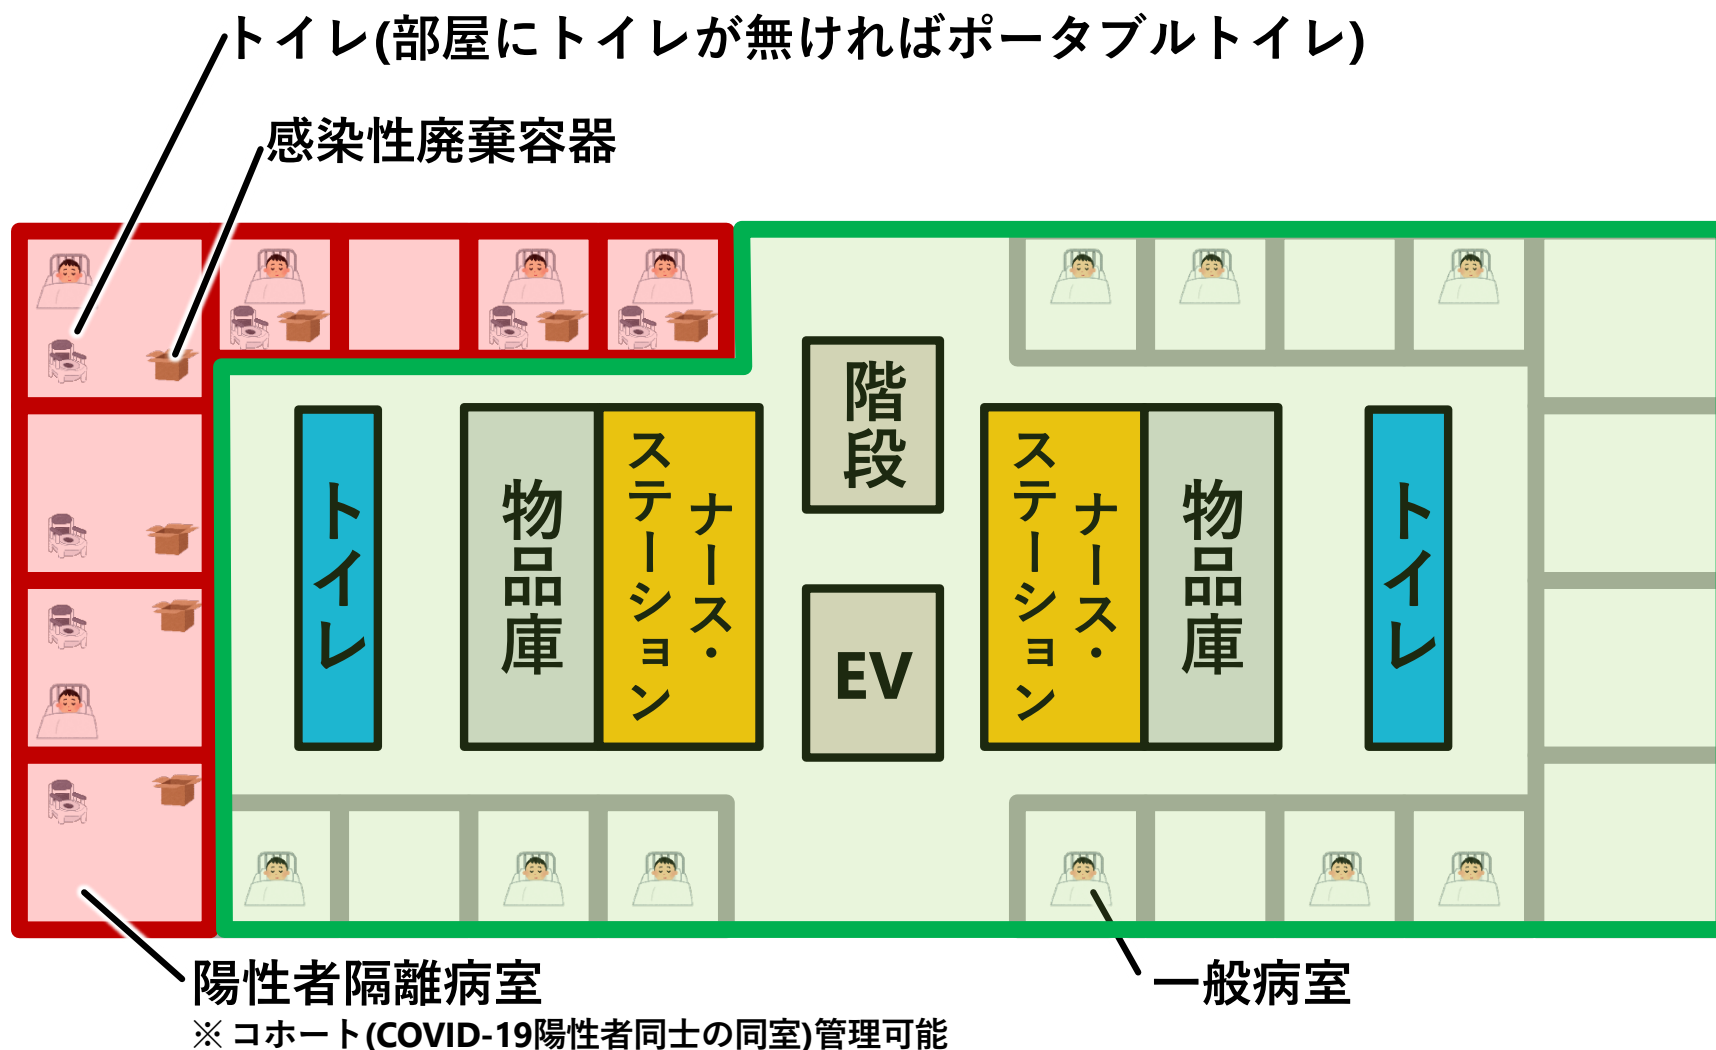 トイレ(部屋にトイレが無ければポータブルトイレ)
感染性廃棄容器
トイレ
物品庫
ナース・
ステーション
階段
EV
ナース・
ステーション
物品庫
トイレ
陽性者隔離病室
※ コホート(COVID-19陽性者同士の同室)管理可能
一般病室